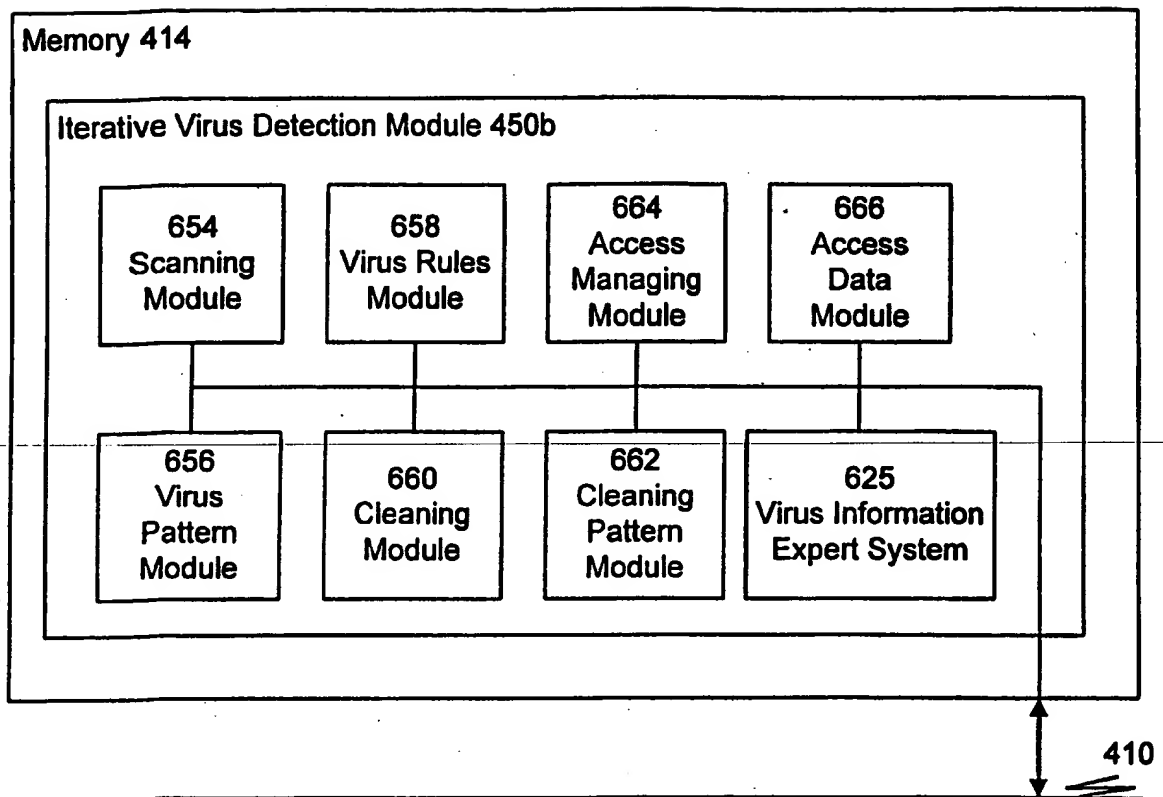 Memory 414
Iterative Virus Detection Module 450b
654
Scanning
Module
658
Virus Rules
Module
664
Access
Managing
Module
666
Access
Data
Module
656
Virus
Pattern
Module
660
Cleaning
Module
662
Cleaning
Pattern
Module
625
Virus Information
Expert System
410